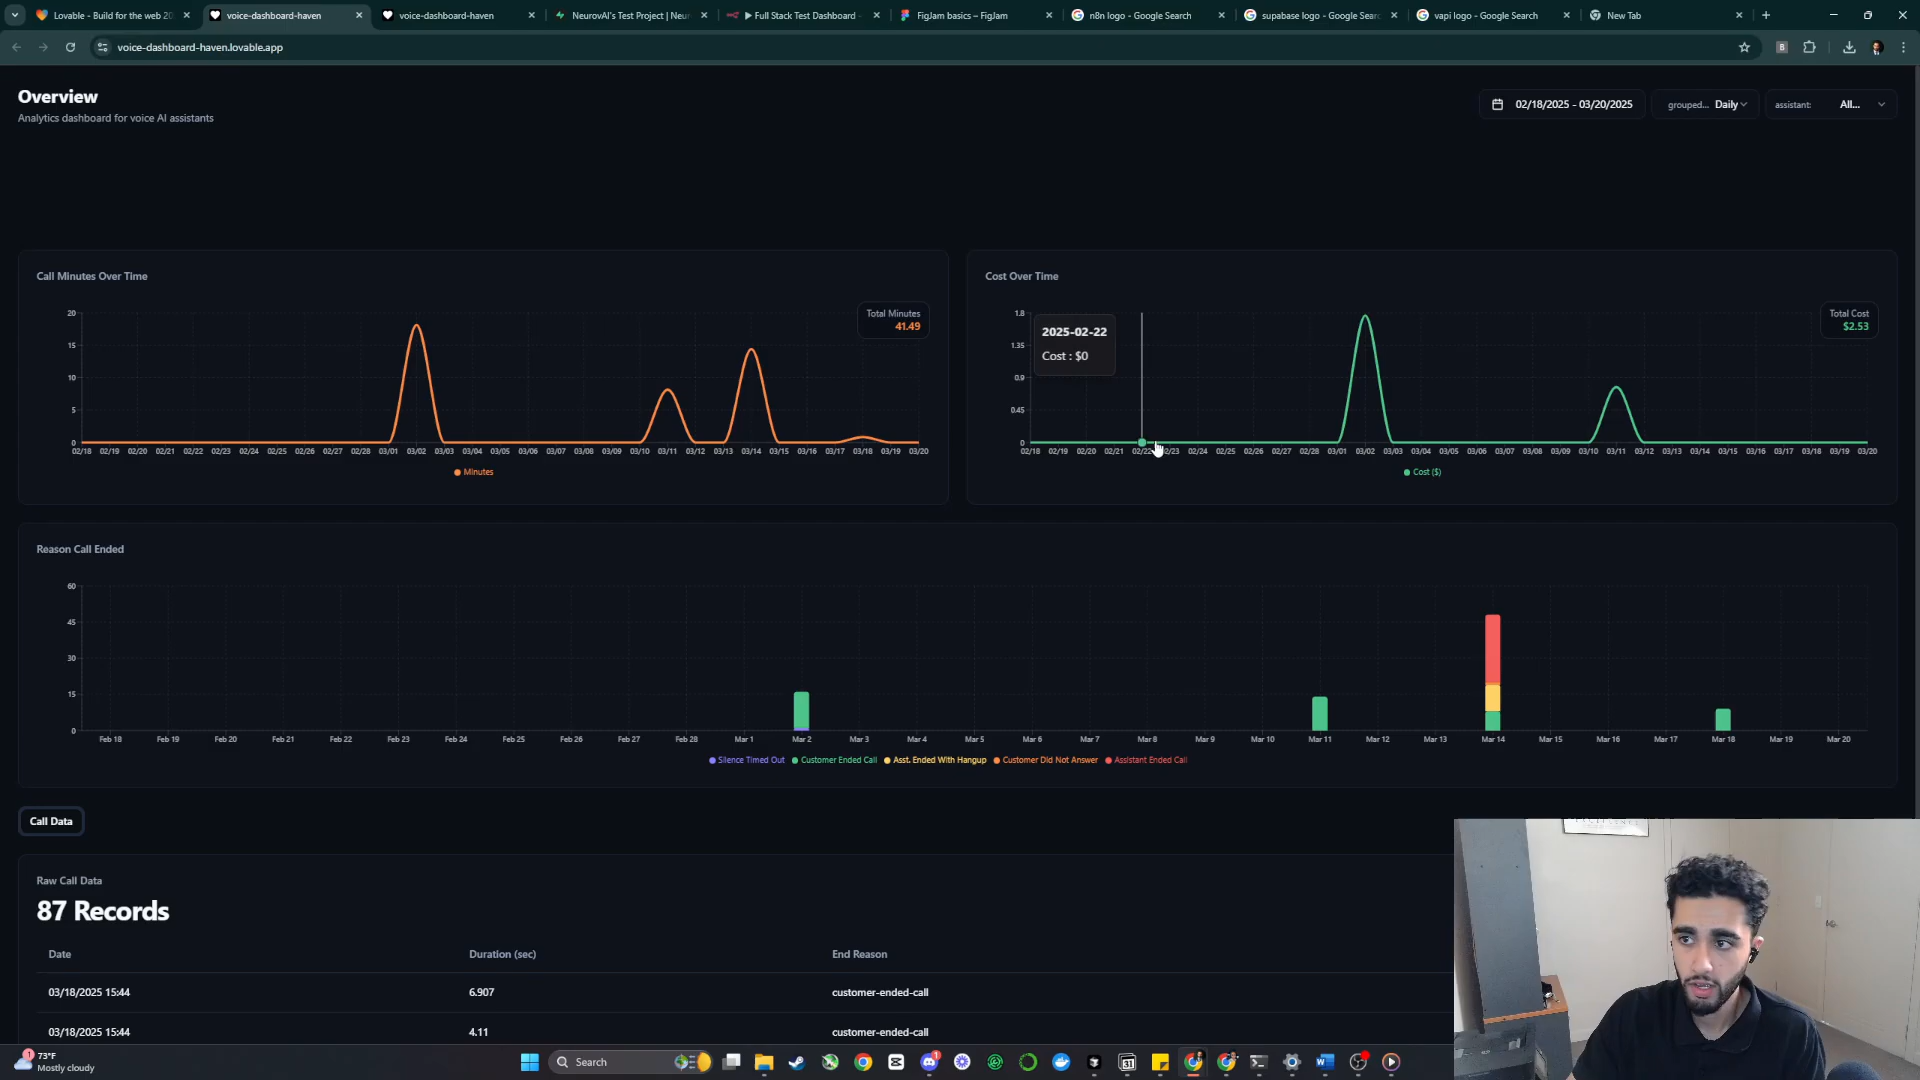 Lovable - Build for the web 20
voice-dashboard-haven
voice-dashboard-haven
NeurovAI's Test Project | Neur
Full Stack Test Dashboard -
FigJam basics – FigJam
n8n logo - Google Search
supabase logo - Google Searc
vapi logo - Google Search
New Tab
voice-dashboard-haven.lovable.app
Overview
Analytics dashboard for voice AI assistants
02/18/2025 - 03/20/2025
grouped... Daily
assistant: All...
Call Minutes Over Time
Total Minutes
41.49
20
15
10
5
0
02/18 02/19 02/20 02/21 02/22 02/23 02/24 02/25 02/26 02/27 02/28 03/01 03/02 03/03 03/04 03/05 03/06 03/07 03/08 03/09 03/10 03/11 03/12 03/13 03/14 03/15 03/16 03/17 03/18 03/19 03/20
Minutes
Cost Over Time
Total Cost
$2.53
2025-02-22
Cost : $0
1.8
1.35
0.9
0.45
0
02/18 02/19 02/20 02/21 02/22 02/23 02/24 02/25 02/26 02/27 02/28 03/01 03/02 03/03 03/04 03/05 03/06 03/07 03/08 03/09 03/10 03/11 03/12 03/13 03/14 03/15 03/16 03/17 03/18 03/19 03/20
Cost ($)
Reason Call Ended
60
45
30
15
0
Feb 18 Feb 19 Feb 20 Feb 21 Feb 22 Feb 23 Feb 24 Feb 25 Feb 26 Feb 27 Feb 28 Mar 1 Mar 2 Mar 3 Mar 4 Mar 5 Mar 6 Mar 7 Mar 8 Mar 9 Mar 10 Mar 11 Mar 12 Mar 13 Mar 14 Mar 15 Mar 16 Mar 17 Mar 18 Mar 19 Mar 20
Silence Timed Out Customer Ended Call Asst. Ended With Hangup Customer Did Not Answer Assistant Ended Call
Call Data
Raw Call Data
87 Records
Date Duration (sec) End Reason
03/18/2025 15:44 6.907 customer-ended-call
03/18/2025 15:44 4.11 customer-ended-call
73°F
Mostly cloudy
Search